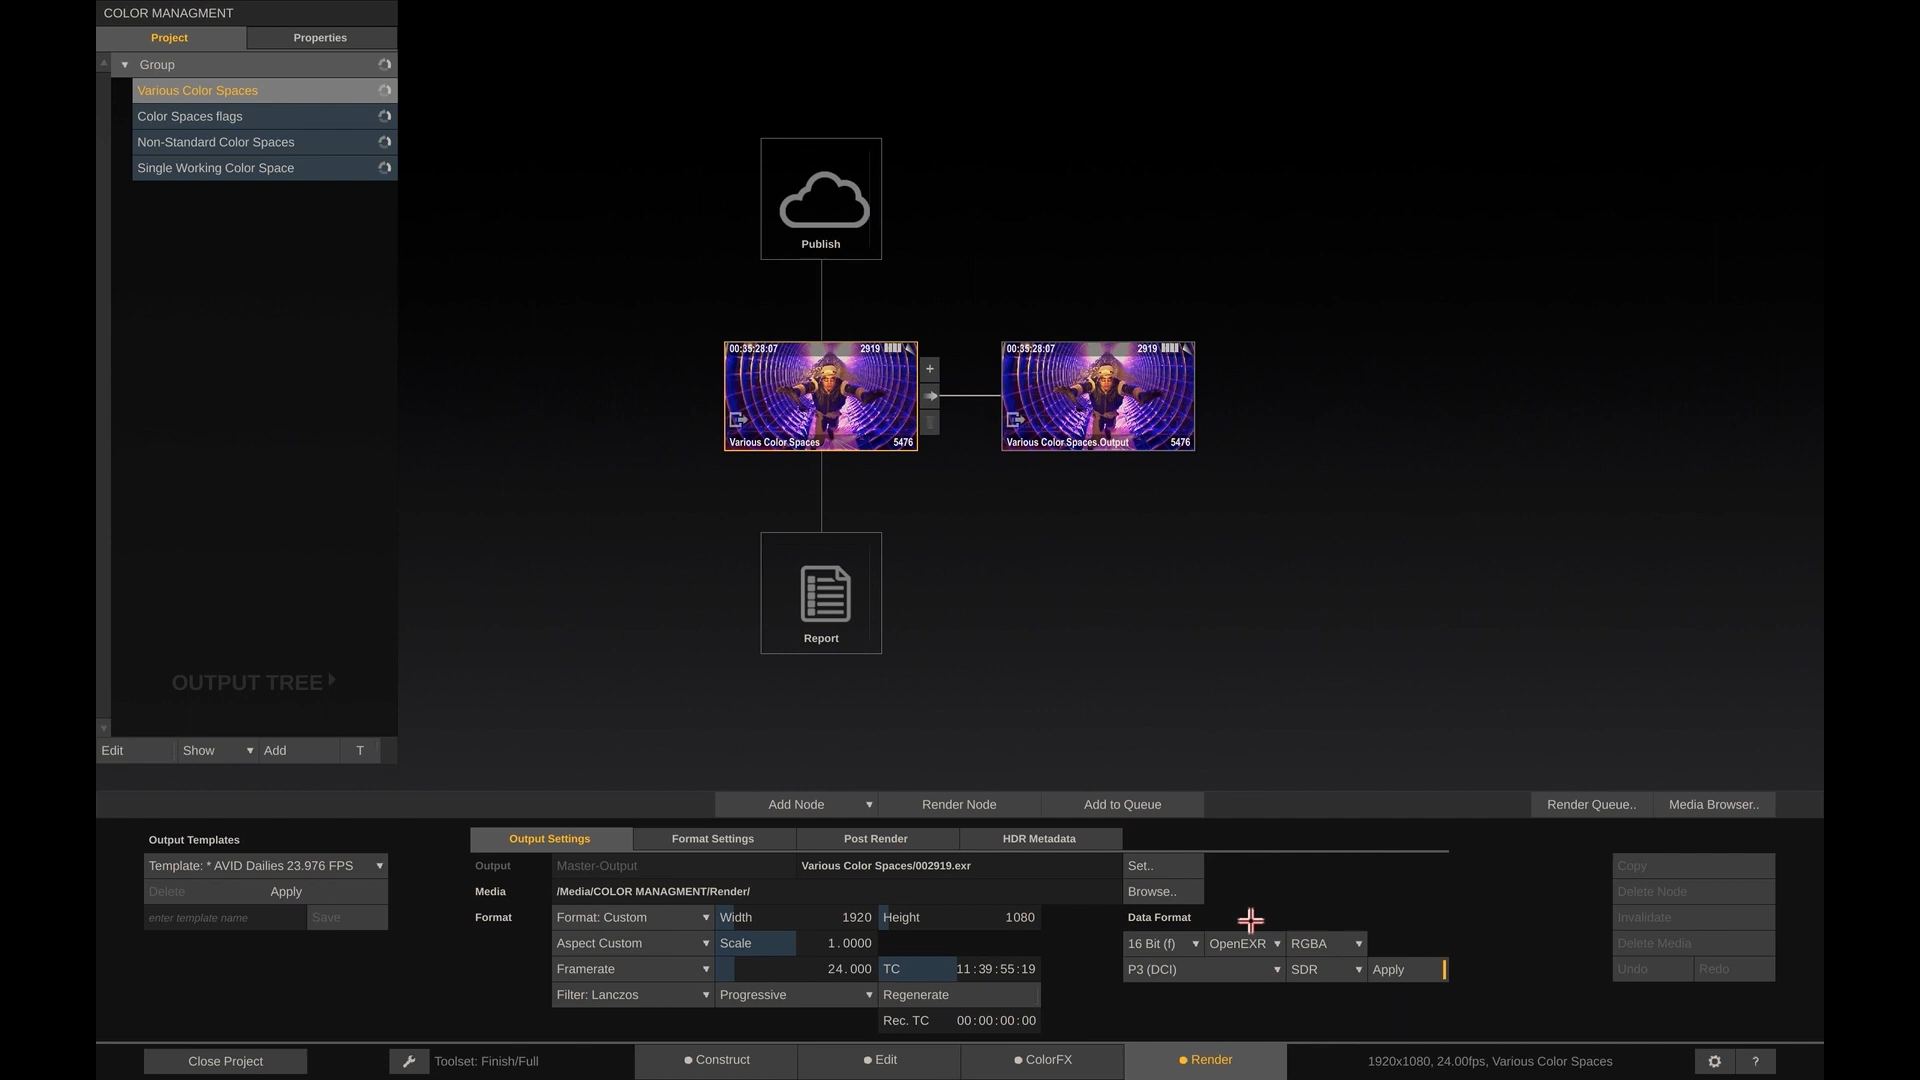 COLOR MANAGMENT
Project Properties
Group
Various Color Spaces
Color Spaces flags
Non-Standard Color Spaces
Single Working Color Space
OUTPUT TREE
Edit Show Add T
Publish
00:35:28:07 2919
Various Color Spaces 5476
+
00:35:28:07 2919
Various Color Spaces.Output 5476
Report
Add Node Render Node Add to Queue Render Queue.. Media Browser..
Output Templates
Template: * AVID Dailies 23.976 FPS
Delete Apply
enter template name Save
Output Settings Format Settings Post Render HDR Metadata
Output Master-Output Various Color Spaces/002919.exr Set..
Media /Media/COLOR MANAGMENT/Render/ Browse..
Format Format: Custom Width 1920 Height 1080 Data Format
Aspect Custom Scale 1.0000 16 Bit (f) OpenEXR RGBA
Framerate 24.000 TC 11:39:55:19 P3 (DCI) SDR Apply
Filter: Lanczos Progressive Regenerate
Rec. TC 00:00:00:00
Copy
Delete Node
Invalidate
Delete Media
Undo Redo
Close Project Toolset: Finish/Full Construct Edit ColorFX Render 1920x1080, 24.00fps, Various Color Spaces ?